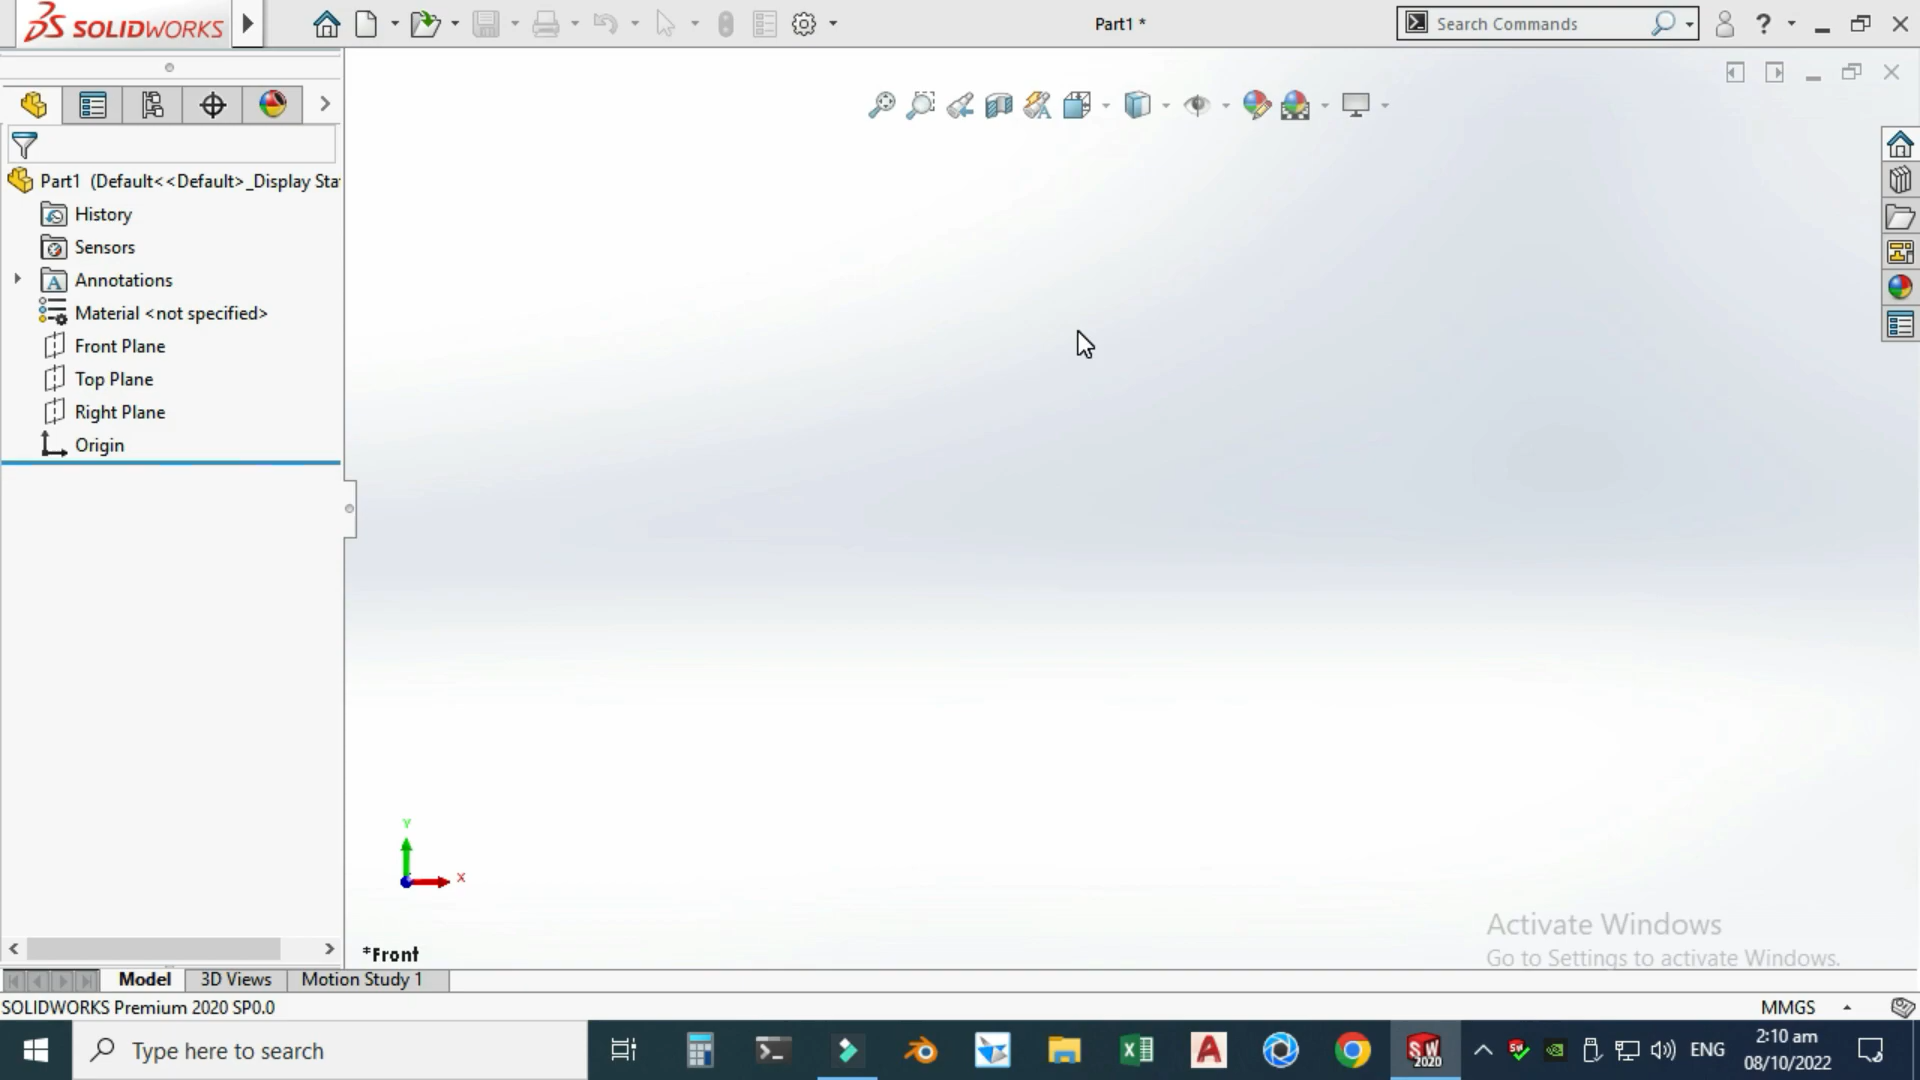 SOLIDWORKS
Part1 *
Search Commands
?
Part1 (Default<<Default>_Display Sta
History
Sensors
Annotations
Material <not specified>
Front Plane
Top Plane
Right Plane
Origin
Y
X
*Front
Activate Windows
Go to Settings to activate Windows.
Model
3D Views
Motion Study 1
SOLIDWORKS Premium 2020 SP0.0
MMGS
Type here to search
SW
2020
ENG
2:10 am
08/10/2022